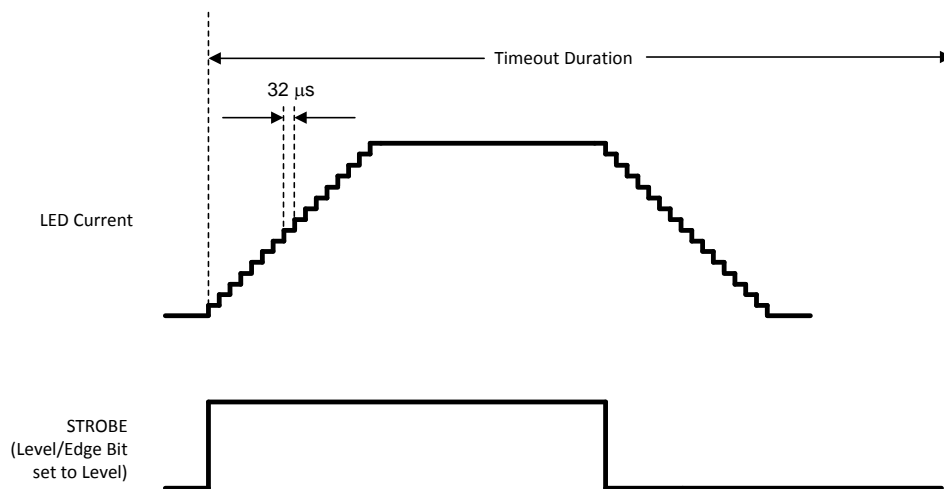 Timeout Duration
32 μs
LED Current
STROBE
(Level/Edge Bit
set to Level)